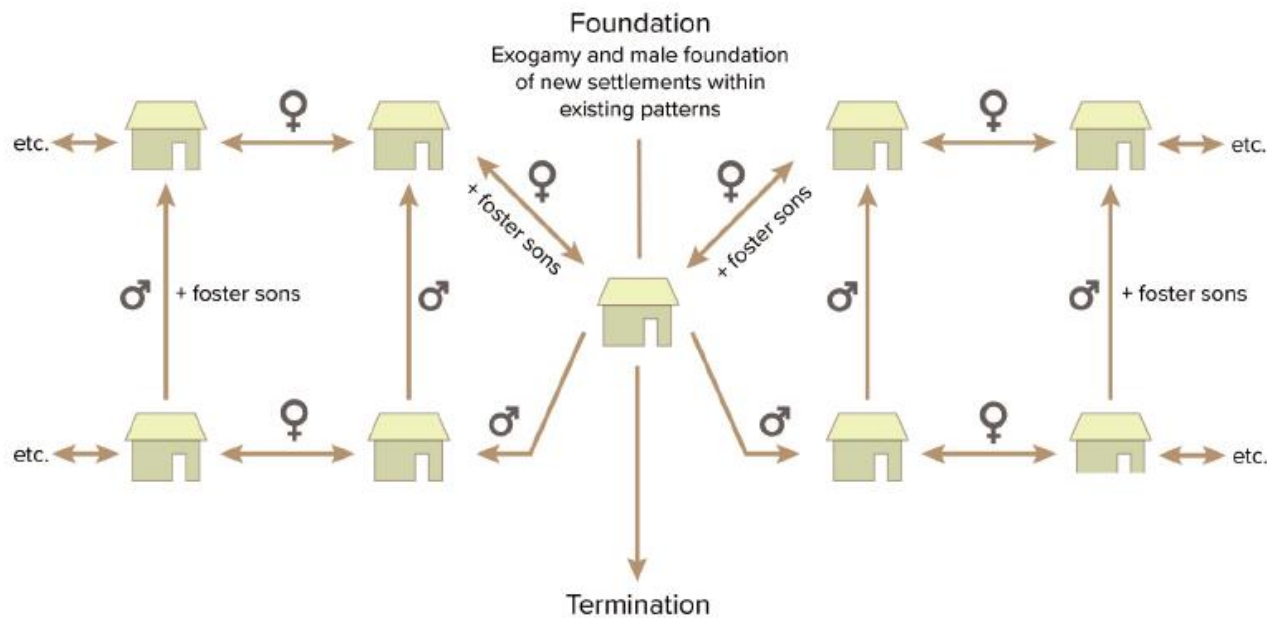 Foundation
Exogamy and male foundation
of new settlements within
existing patterns
♀
♀
etc.
etc.
♀
+ foster sons
♀
+ foster sons
♂
+ foster sons
♂
♂
♂
+ foster sons
♀
♂
♂
♀
etc.
etc.
Termination